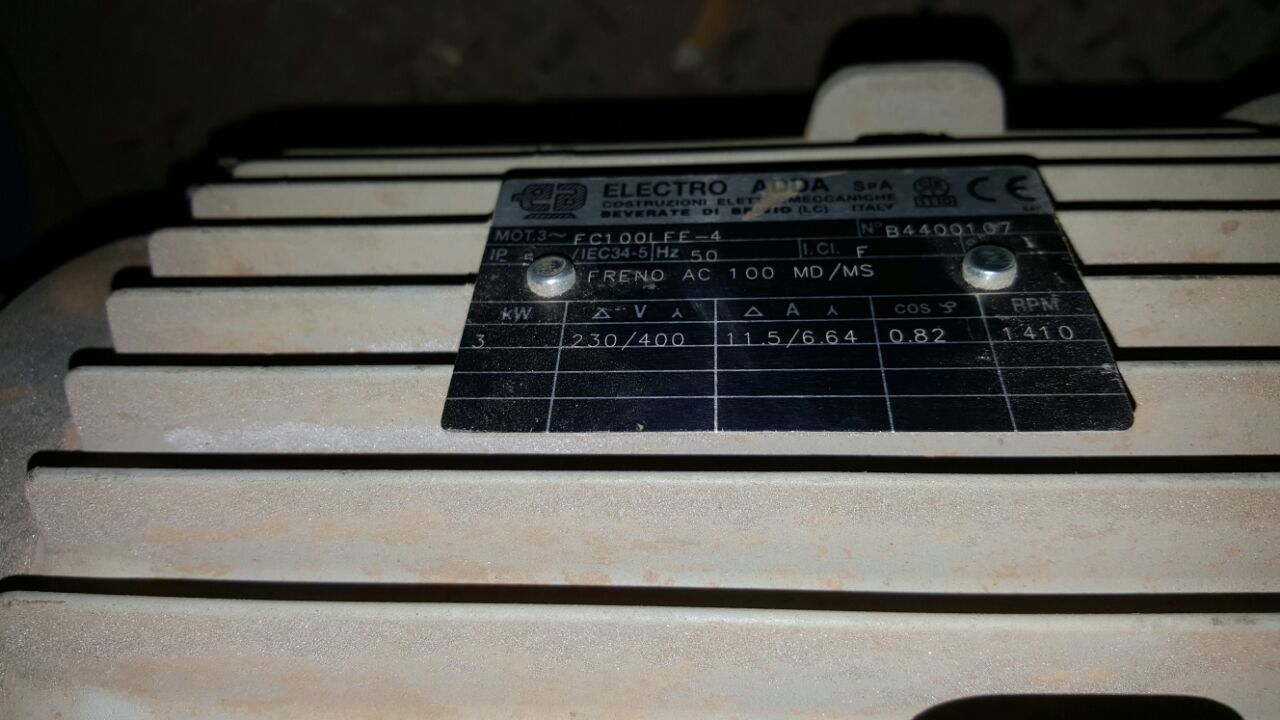 ELECTRO ADDA SPA
COSTRUZIONI ELETTROMECCANICHE
BEVERATE DI BRIVIO (LC) ITALY
CE
MOT.3~ FC100LFE-4 N° B4400107
IP 5 /IEC34-5 Hz 50 I.Cl. F
FRENO AC 100 MD/MS
kW △ V ⅄ △ A ⅄ COS φ RPM
3 230/400 11.5/6.64 0.82 1410